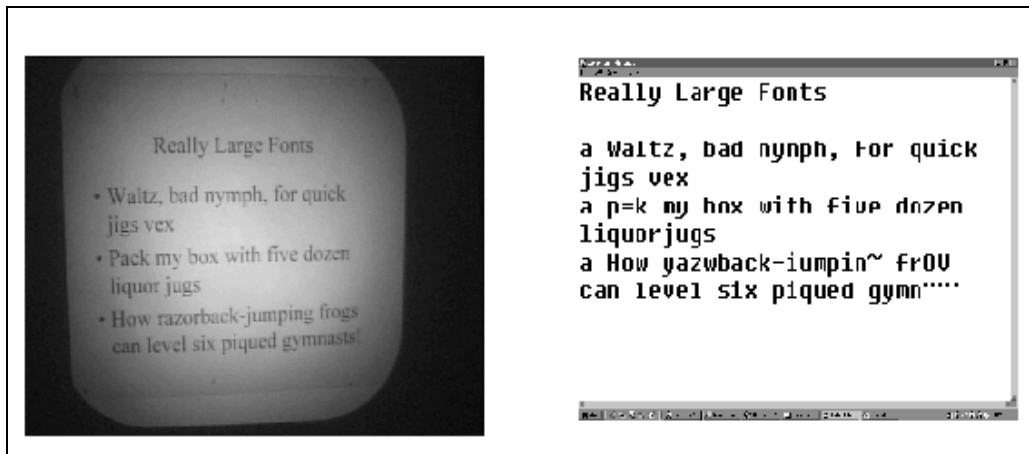 Really Large Fonts
• Waltz, bad nymph, for quick
jigs vex
• Pack my box with five dozen
liquor jugs
• How razorback-jumping frogs
can level six piqued gymnasts!
Really Large Fonts
a Waltz, bad nynph, For quick
jigs vex
a p=k my box with five dozen
liquorjugs
a How yazwback-iumpin~ frOV
can level six piqued gymn